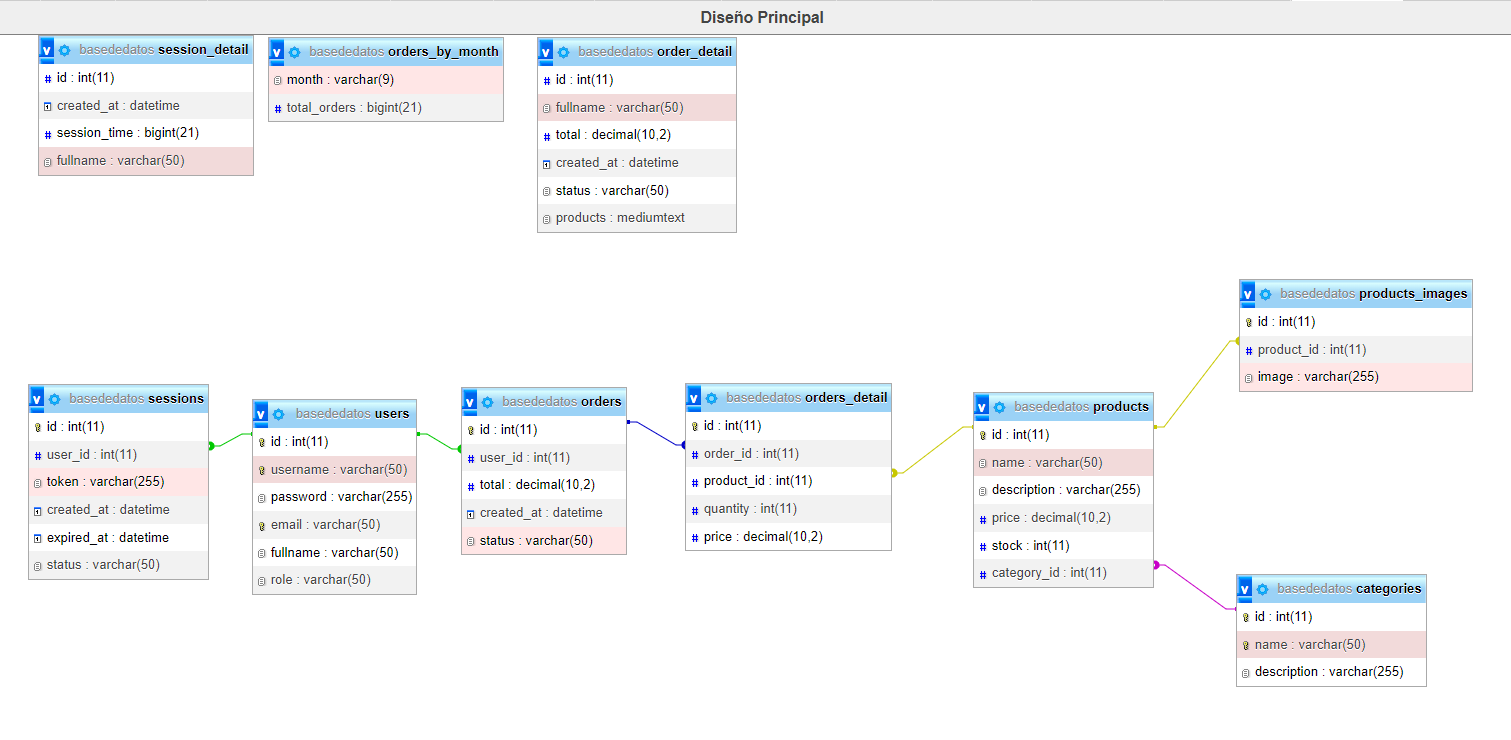 Diseño Principal
basededatos session_detail
id : int(11)
created_at : datetime
session_time : bigint(21)
fullname : varchar(50)
basededatos orders_by_month
month : varchar(9)
total_orders : bigint(21)
basededatos order_detail
id : int(11)
fullname : varchar(50)
total : decimal(10,2)
created_at : datetime
status : varchar(50)
products : mediumtext
basededatos products_images
id : int(11)
product_id : int(11)
image : varchar(255)
basededatos sessions
id : int(11)
user_id : int(11)
token : varchar(255)
created_at : datetime
expired_at : datetime
status : varchar(50)
basededatos users
id : int(11)
username : varchar(50)
password : varchar(255)
email : varchar(50)
fullname : varchar(50)
role : varchar(50)
basededatos orders
id : int(11)
user_id : int(11)
total : decimal(10,2)
created_at : datetime
status : varchar(50)
basededatos orders_detail
id : int(11)
order_id : int(11)
product_id : int(11)
quantity : int(11)
price : decimal(10,2)
basededatos products
id : int(11)
name : varchar(50)
description : varchar(255)
price : decimal(10,2)
stock : int(11)
category_id : int(11)
basededatos categories
id : int(11)
name : varchar(50)
description : varchar(255)